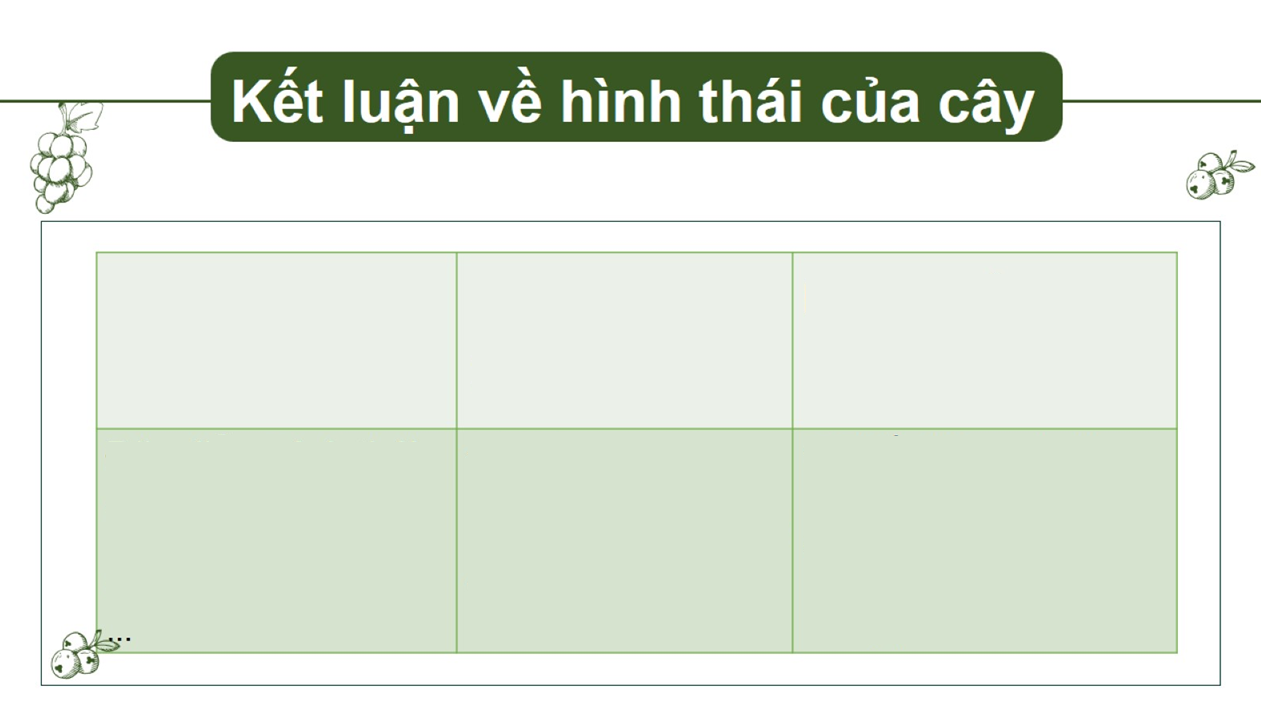 Kết luận về hình thái của cây
...